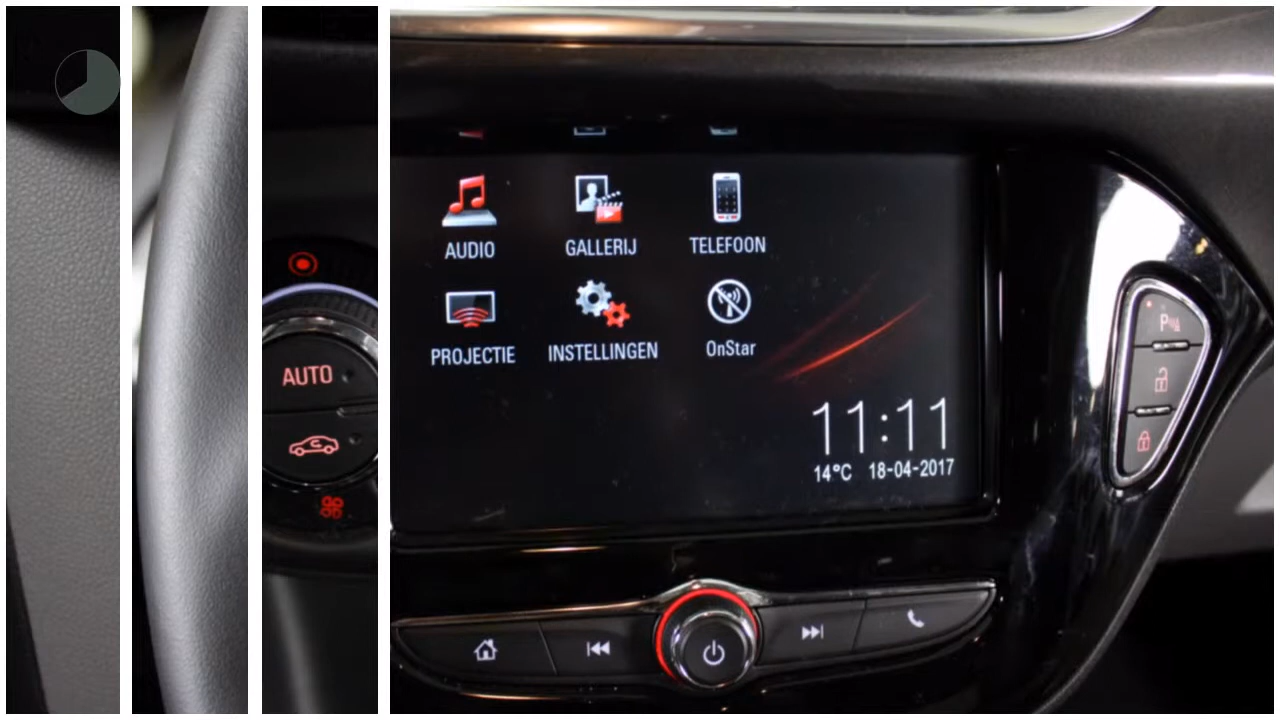 AUDIO
GALLERIJ
TELEFOON
PROJECTIE
INSTELLINGEN
OnStar
AUTO
11:11
14°C 18-04-2017
P